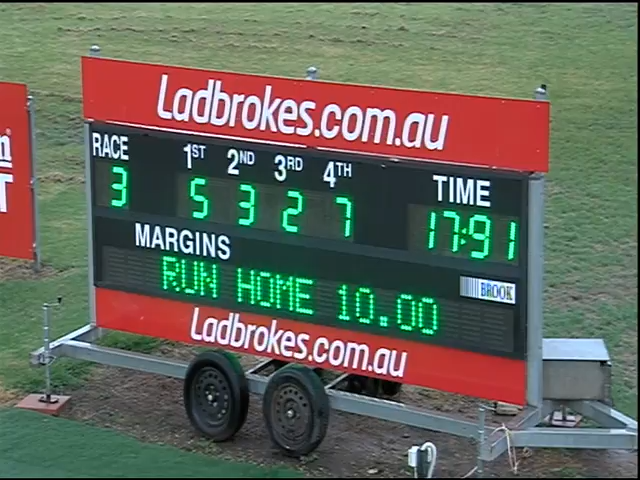 Ladbrokes.com.au
RACE 1ST 2ND 3RD 4TH TIME
3 5 3 2 7 17:91
MARGINS
RUN HOME 10.00
BROOK
Ladbrokes.com.au